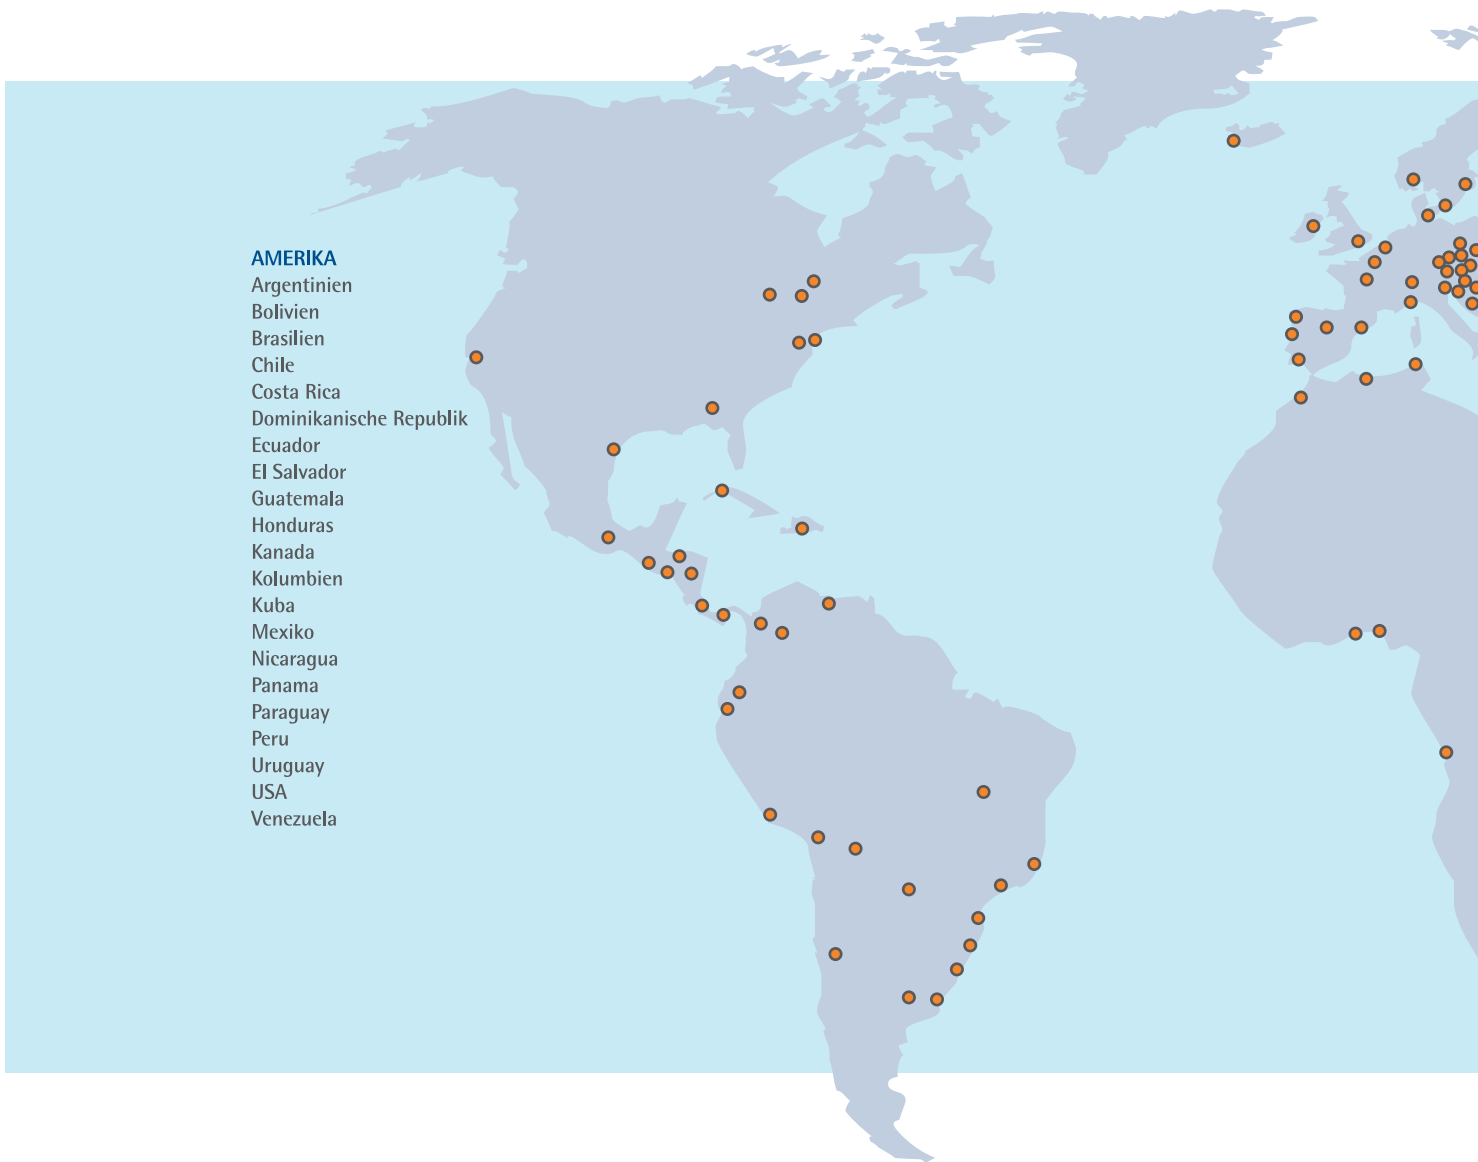 AMERIKA
Argentinien
Bolivien
Brasilien
Chile
Costa Rica
Dominikanische Republik
Ecuador
El Salvador
Guatemala
Honduras
Kanada
Kolumbien
Kuba
Mexiko
Nicaragua
Panama
Paraguay
Peru
Uruguay
USA
Venezuela